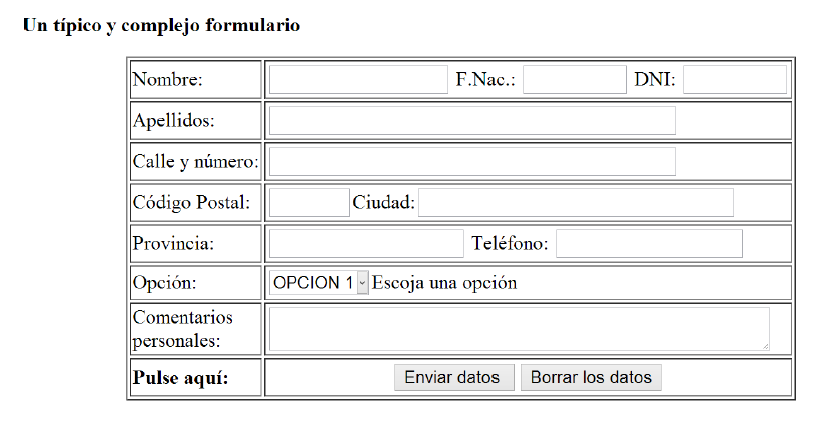 Un típico y complejo formulario
Nombre: F.Nac.: DNI:
Apellidos:
Calle y número:
Código Postal: Ciudad:
Provincia: Teléfono:
Opción: OPCION 1 Escoja una opción
Comentarios
personales:
Pulse aquí: Enviar datos Borrar los datos